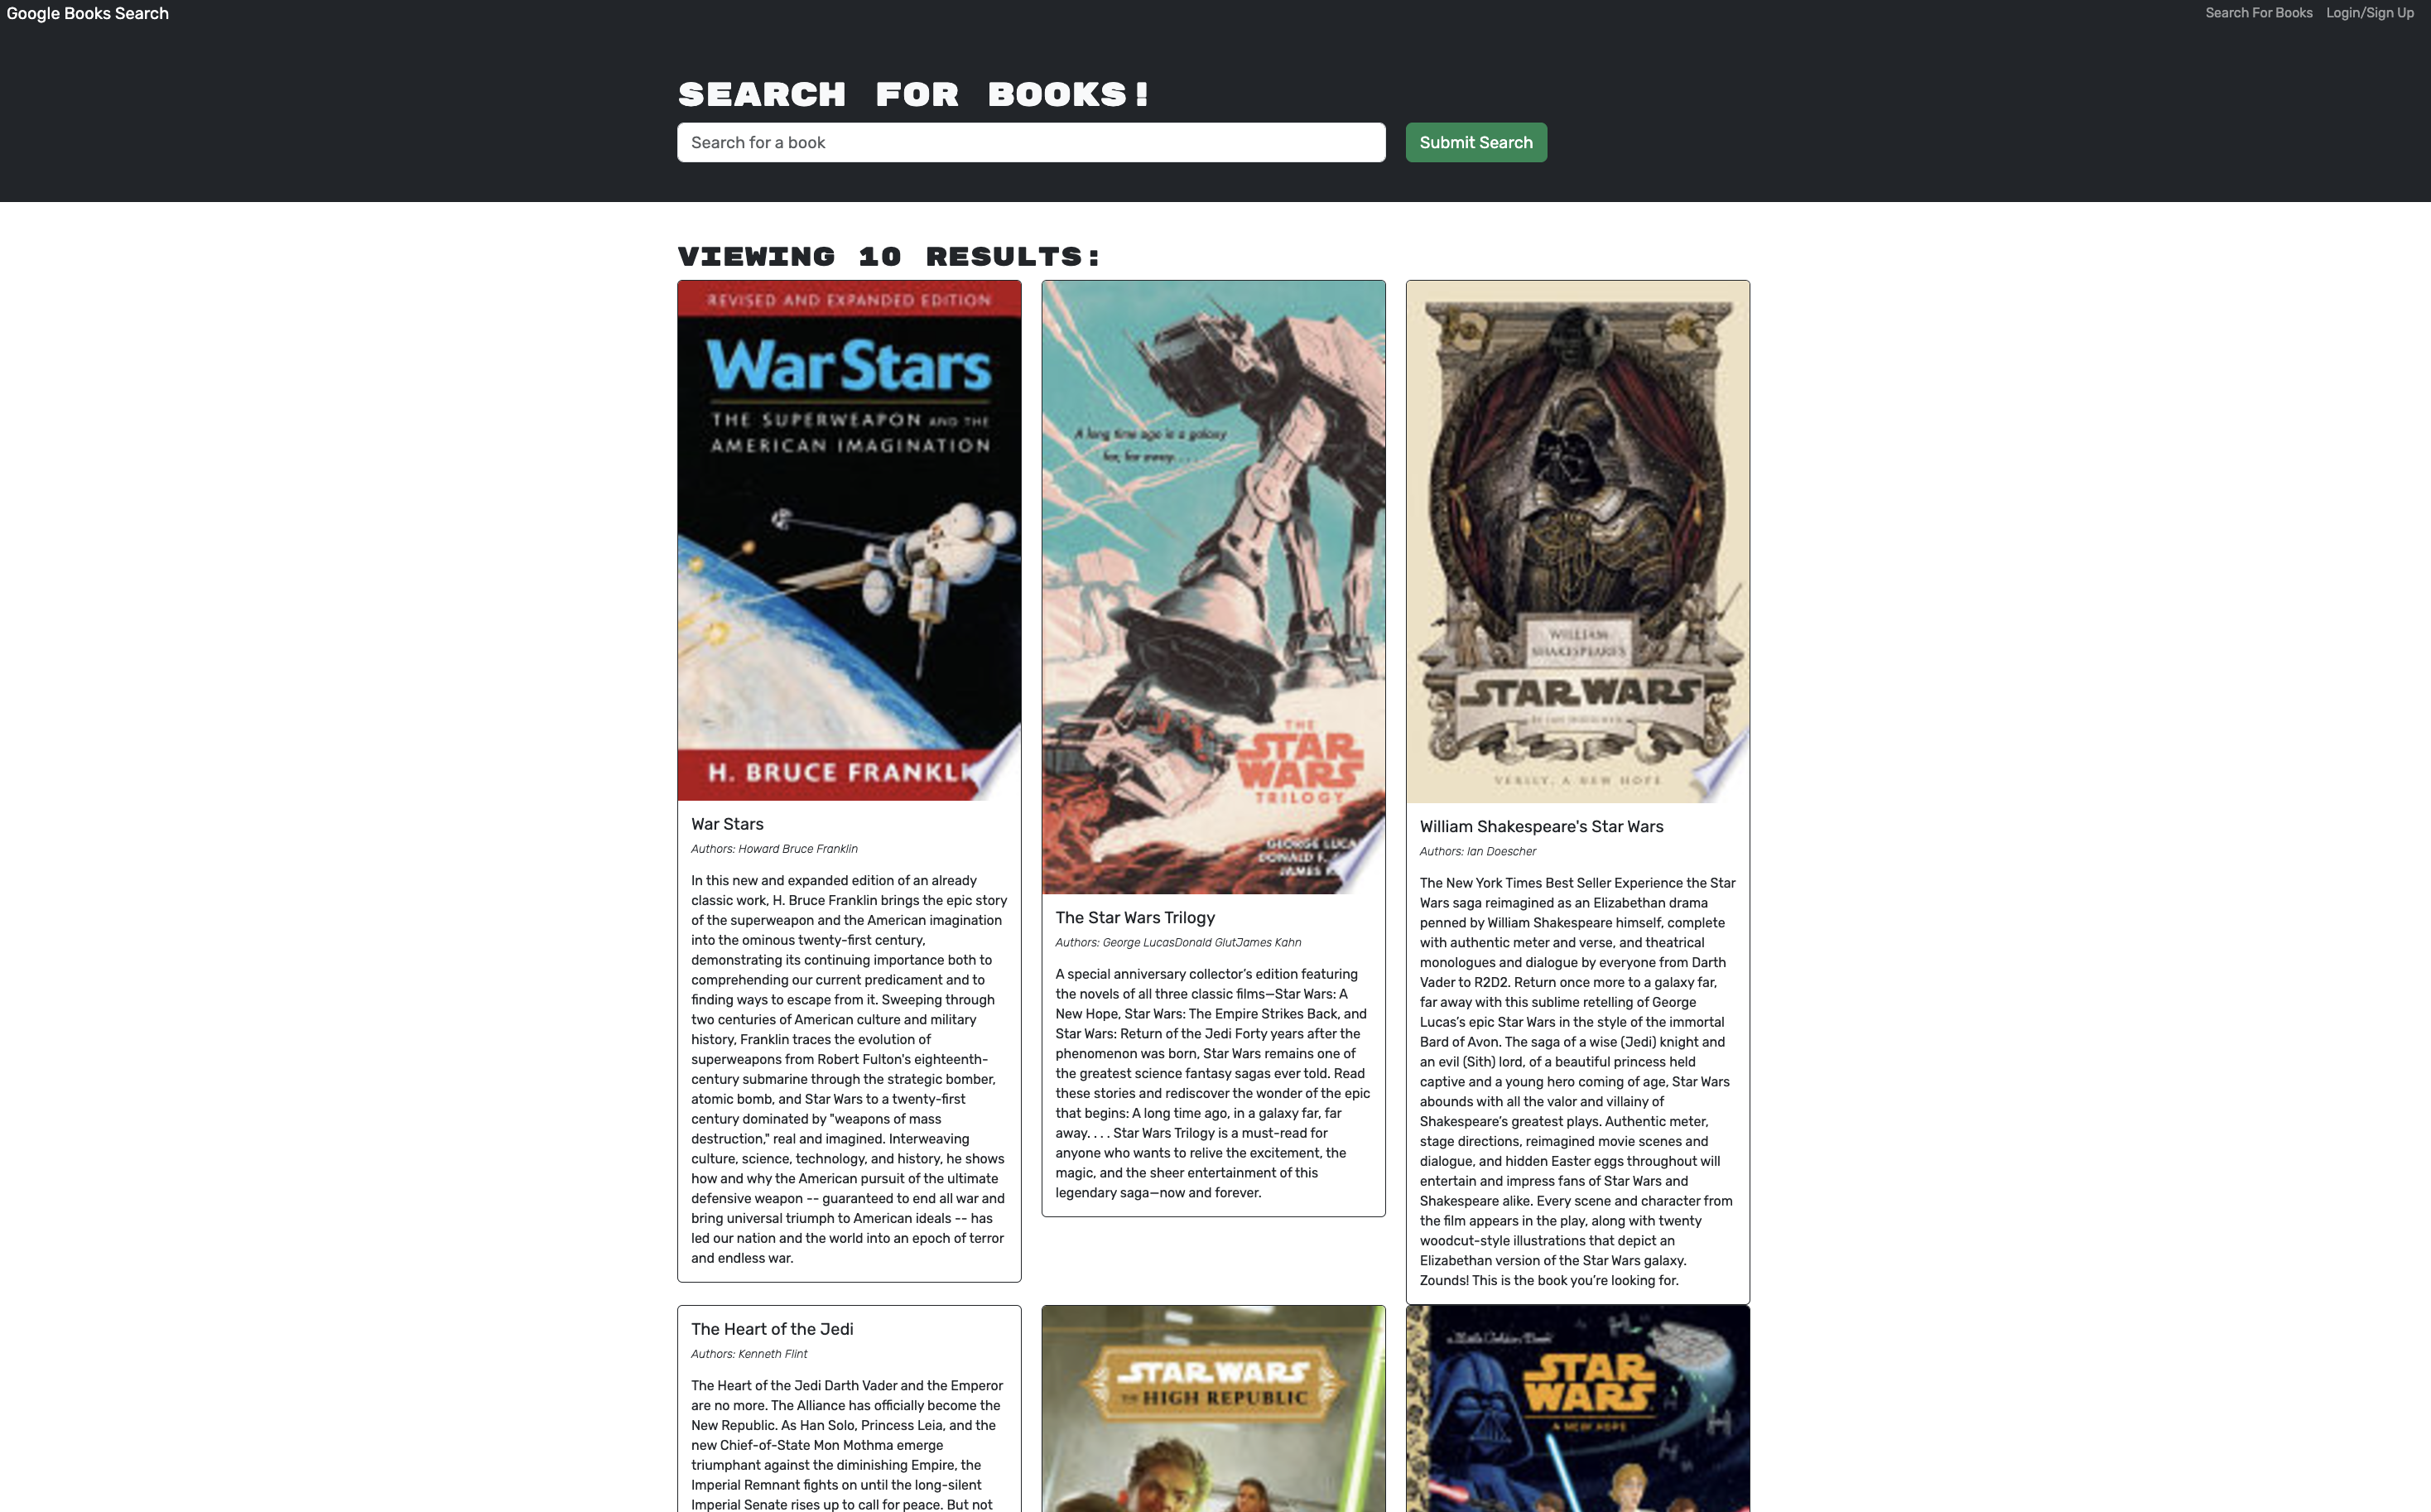 Google Books Search
Search For Books
Login/Sign Up
SEARCH FOR BOOKS!
Search for a book
Submit Search
VIEWING 10 RESULTS:
REVISED AND EXPANDED EDITION
War Stars
THE SUPERWEAPON AND THE
AMERICAN IMAGINATION
H. BRUCE FRANKLI
War Stars
Authors: Howard Bruce Franklin
In this new and expanded edition of an already
classic work, H. Bruce Franklin brings the epic story
of the superweapon and the American imagination
into the ominous twenty-first century,
demonstrating its continuing importance both to
comprehending our current predicament and to
finding ways to escape from it. Sweeping through
two centuries of American culture and military
history, Franklin traces the evolution of
superweapons from Robert Fulton's eighteenth-
century submarine through the strategic bomber,
atomic bomb, and Star Wars to a twenty-first
century dominated by "weapons of mass
destruction," real and imagined. Interweaving
culture, science, technology, and history, he shows
how and why the American pursuit of the ultimate
defensive weapon -- guaranteed to end all war and
bring universal triumph to American ideals -- has
led our nation and the world into an epoch of terror
and endless war.
A long time ago in a galaxy
far, far away. . . .
THE
STAR
WARS
TRILOGY
GEORGE LUCA
DONALD F.
JAMES
The Star Wars Trilogy
Authors: George LucasDonald GlutJames Kahn
A special anniversary collector’s edition featuring
the novels of all three classic films—Star Wars: A
New Hope, Star Wars: The Empire Strikes Back, and
Star Wars: Return of the Jedi Forty years after the
phenomenon was born, Star Wars remains one of
the greatest science fantasy sagas ever told. Read
these stories and rediscover the wonder of the epic
that begins: A long time ago, in a galaxy far, far
away. . . . Star Wars Trilogy is a must-read for
anyone who wants to relive the excitement, the
magic, and the sheer entertainment of this
legendary saga—now and forever.
WILLIAM
SHAKESPEARE'S
STAR WARS
VERILY, A NEW HOPE
William Shakespeare's Star Wars
Authors: Ian Doescher
The New York Times Best Seller Experience the Star
Wars saga reimagined as an Elizabethan drama
penned by William Shakespeare himself, complete
with authentic meter and verse, and theatrical
monologues and dialogue by everyone from Darth
Vader to R2D2. Return once more to a galaxy far,
far away with this sublime retelling of George
Lucas’s epic Star Wars in the style of the immortal
Bard of Avon. The saga of a wise (Jedi) knight and
an evil (Sith) lord, of a beautiful princess held
captive and a young hero coming of age, Star Wars
abounds with all the valor and villainy of
Shakespeare’s greatest plays. Authentic meter,
stage directions, reimagined movie scenes and
dialogue, and hidden Easter eggs throughout will
entertain and impress fans of Star Wars and
Shakespeare alike. Every scene and character from
the film appears in the play, along with twenty
woodcut-style illustrations that depict an
Elizabethan version of the Star Wars galaxy.
Zounds! This is the book you’re looking for.
The Heart of the Jedi
Authors: Kenneth Flint
The Heart of the Jedi Darth Vader and the Emperor
are no more. The Alliance has officially become the
New Republic. As Han Solo, Princess Leia, and the
new Chief-of-State Mon Mothma emerge
triumphant against the diminishing Empire, the
Imperial Remnant fights on until the long-silent
Imperial Senate rises up to call for peace. But not
STAR WARS
THE HIGH REPUBLIC
a Little Golden Book
STAR
WARS
A NEW HOPE